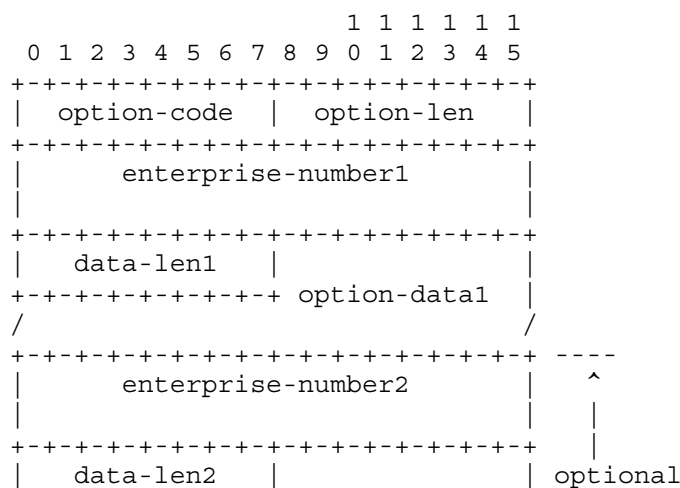 1 1 1 1 1 1
 0 1 2 3 4 5 6 7 8 9 0 1 2 3 4 5
+-+-+-+-+-+-+-+-+-+-+-+-+-+-+-+-+
|  option-code  |  option-len   |
+-+-+-+-+-+-+-+-+-+-+-+-+-+-+-+-+
|      enterprise-number1       |
|                               |
+-+-+-+-+-+-+-+-+-+-+-+-+-+-+-+-+
|   data-len1   |               |
+-+-+-+-+-+-+-+-+ option-data1  |
/                               /
+-+-+-+-+-+-+-+-+-+-+-+-+-+-+-+-+ ----
|      enterprise-number2       |   ^
|                               |   |
+-+-+-+-+-+-+-+-+-+-+-+-+-+-+-+-+   |
|   data-len2   |               | optional